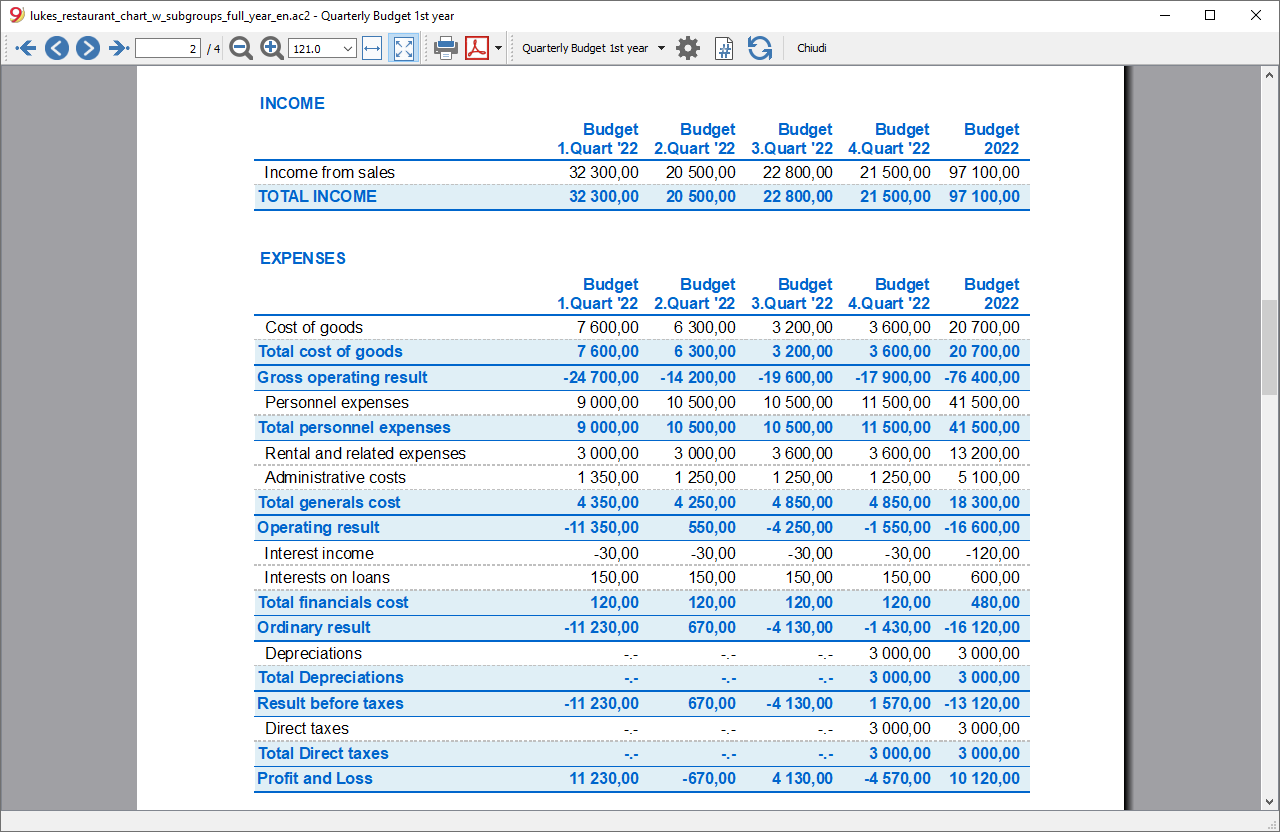 lukes_restaurant_chart_w_subgroups_full_year_en.ac2 - Quarterly Budget 1st year
2 / 4 121.0 Quarterly Budget 1st year Chiudi
INCOME
Budget Budget Budget Budget Budget
1.Quart '22 2.Quart '22 3.Quart '22 4.Quart '22 2022
Income from sales 32 300,00 20 500,00 22 800,00 21 500,00 97 100,00
TOTAL INCOME 32 300,00 20 500,00 22 800,00 21 500,00 97 100,00
EXPENSES
Budget Budget Budget Budget Budget
1.Quart '22 2.Quart '22 3.Quart '22 4.Quart '22 2022
Cost of goods 7 600,00 6 300,00 3 200,00 3 600,00 20 700,00
Total cost of goods 7 600,00 6 300,00 3 200,00 3 600,00 20 700,00
Gross operating result -24 700,00 -14 200,00 -19 600,00 -17 900,00 -76 400,00
Personnel expenses 9 000,00 10 500,00 10 500,00 11 500,00 41 500,00
Total personnel expenses 9 000,00 10 500,00 10 500,00 11 500,00 41 500,00
Rental and related expenses 3 000,00 3 000,00 3 600,00 3 600,00 13 200,00
Administrative costs 1 350,00 1 250,00 1 250,00 1 250,00 5 100,00
Total generals cost 4 350,00 4 250,00 4 850,00 4 850,00 18 300,00
Operating result -11 350,00 550,00 -4 250,00 -1 550,00 -16 600,00
Interest income -30,00 -30,00 -30,00 -30,00 -120,00
Interests on loans 150,00 150,00 150,00 150,00 600,00
Total financials cost 120,00 120,00 120,00 120,00 480,00
Ordinary result -11 230,00 670,00 -4 130,00 -1 430,00 -16 120,00
Depreciations -.- -.- -.- 3 000,00 3 000,00
Total Depreciations -.- -.- -.- 3 000,00 3 000,00
Result before taxes -11 230,00 670,00 -4 130,00 1 570,00 -13 120,00
Direct taxes -.- -.- -.- 3 000,00 3 000,00
Total Direct taxes -.- -.- -.- 3 000,00 3 000,00
Profit and Loss 11 230,00 -670,00 4 130,00 -4 570,00 10 120,00